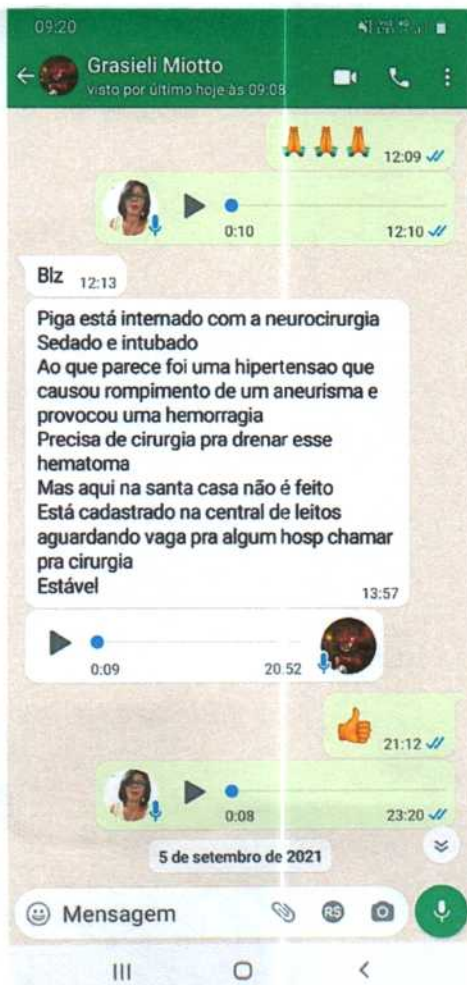 09:20
Grasieli Miotto
visto por último hoje às 09:08
🙏🙏🙏
12:09
0:10
12:10
Blz
12:13
Piga está internado com a neurocirurgia
Sedado e intubado
Ao que parece foi uma hipertensao que
causou rompimento de um aneurisma e
provocou uma hemorragia
Precisa de cirurgia pra drenar esse
hematoma
Mas aqui na santa casa não é feito
Está cadastrado na central de leitos
aguardando vaga pra algum hosp chamar
pra cirurgia
Estável
13:57
0:09
20:52
👍
21:12
0:08
23:20
5 de setembro de 2021
Mensagem
R$